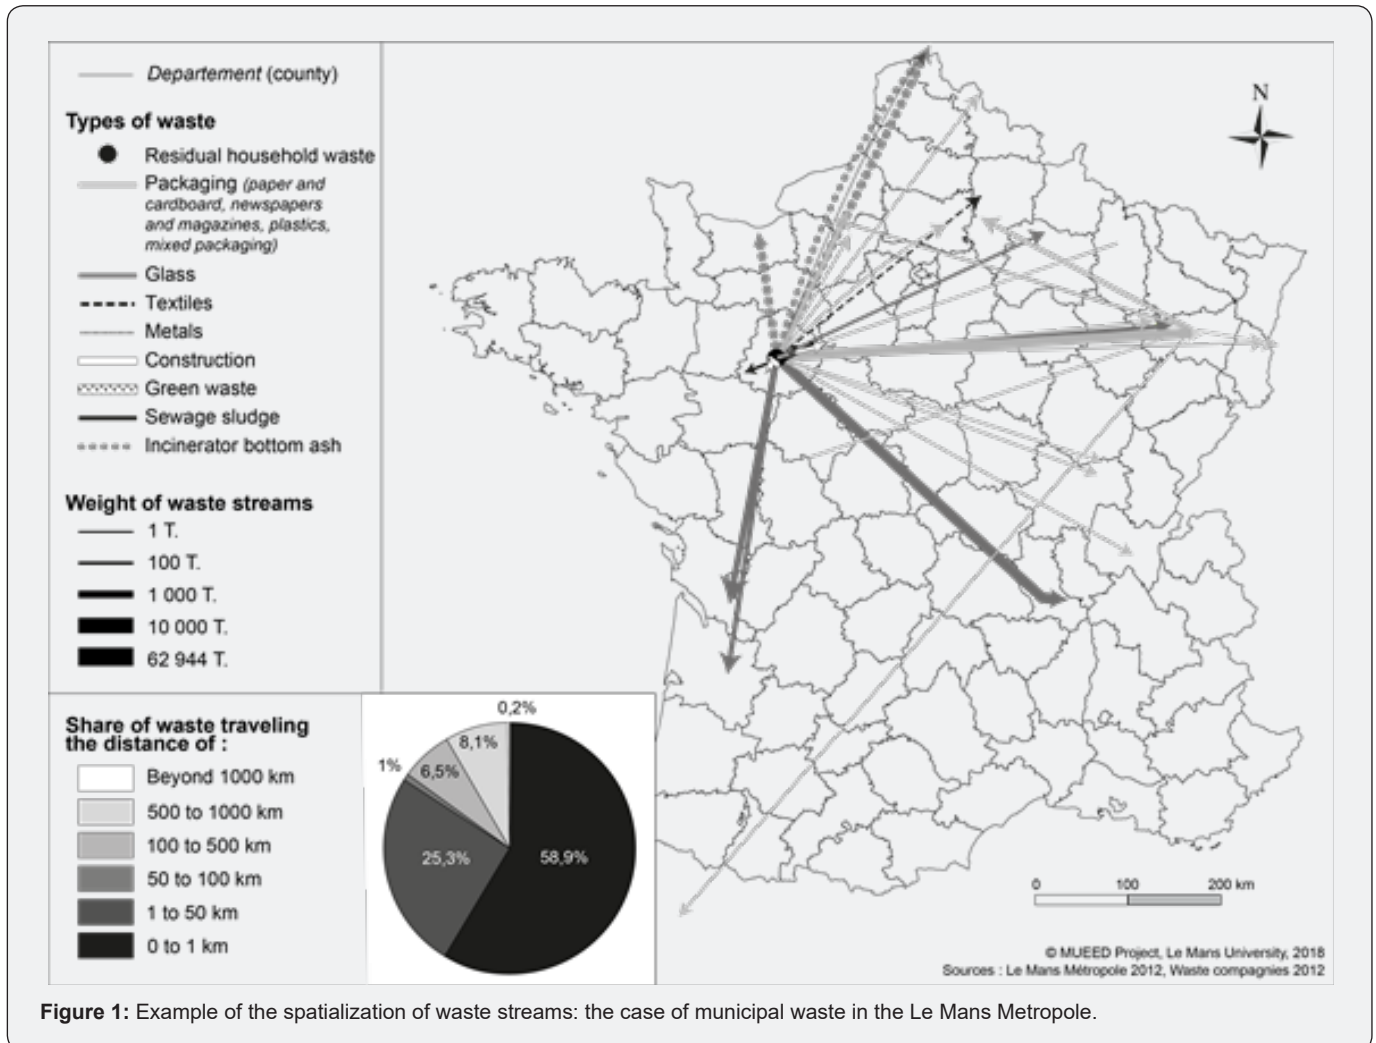 Departement (county)
Types of waste
Residual household waste
Packaging (paper and
cardboard, newspapers
and magazines, plastics,
mixed packaging)
Glass
Textiles
Metals
Construction
Green waste
Sewage sludge
Incinerator bottom ash
Weight of waste streams
1 T.
100 T.
1 000 T.
10 000 T.
62 944 T.
Share of waste traveling
the distance of :
Beyond 1000 km
500 to 1000 km
100 to 500 km
50 to 100 km
1 to 50 km
0 to 1 km
0,2%
8,1%
1%
6,5%
25,3%
58,9%
N
0 100 200 km
© MUEED Project, Le Mans University, 2018
Sources : Le Mans Métropole 2012, Waste compagnies 2012
Figure 1: Example of the spatialization of waste streams: the case of municipal waste in the Le Mans Metropole.